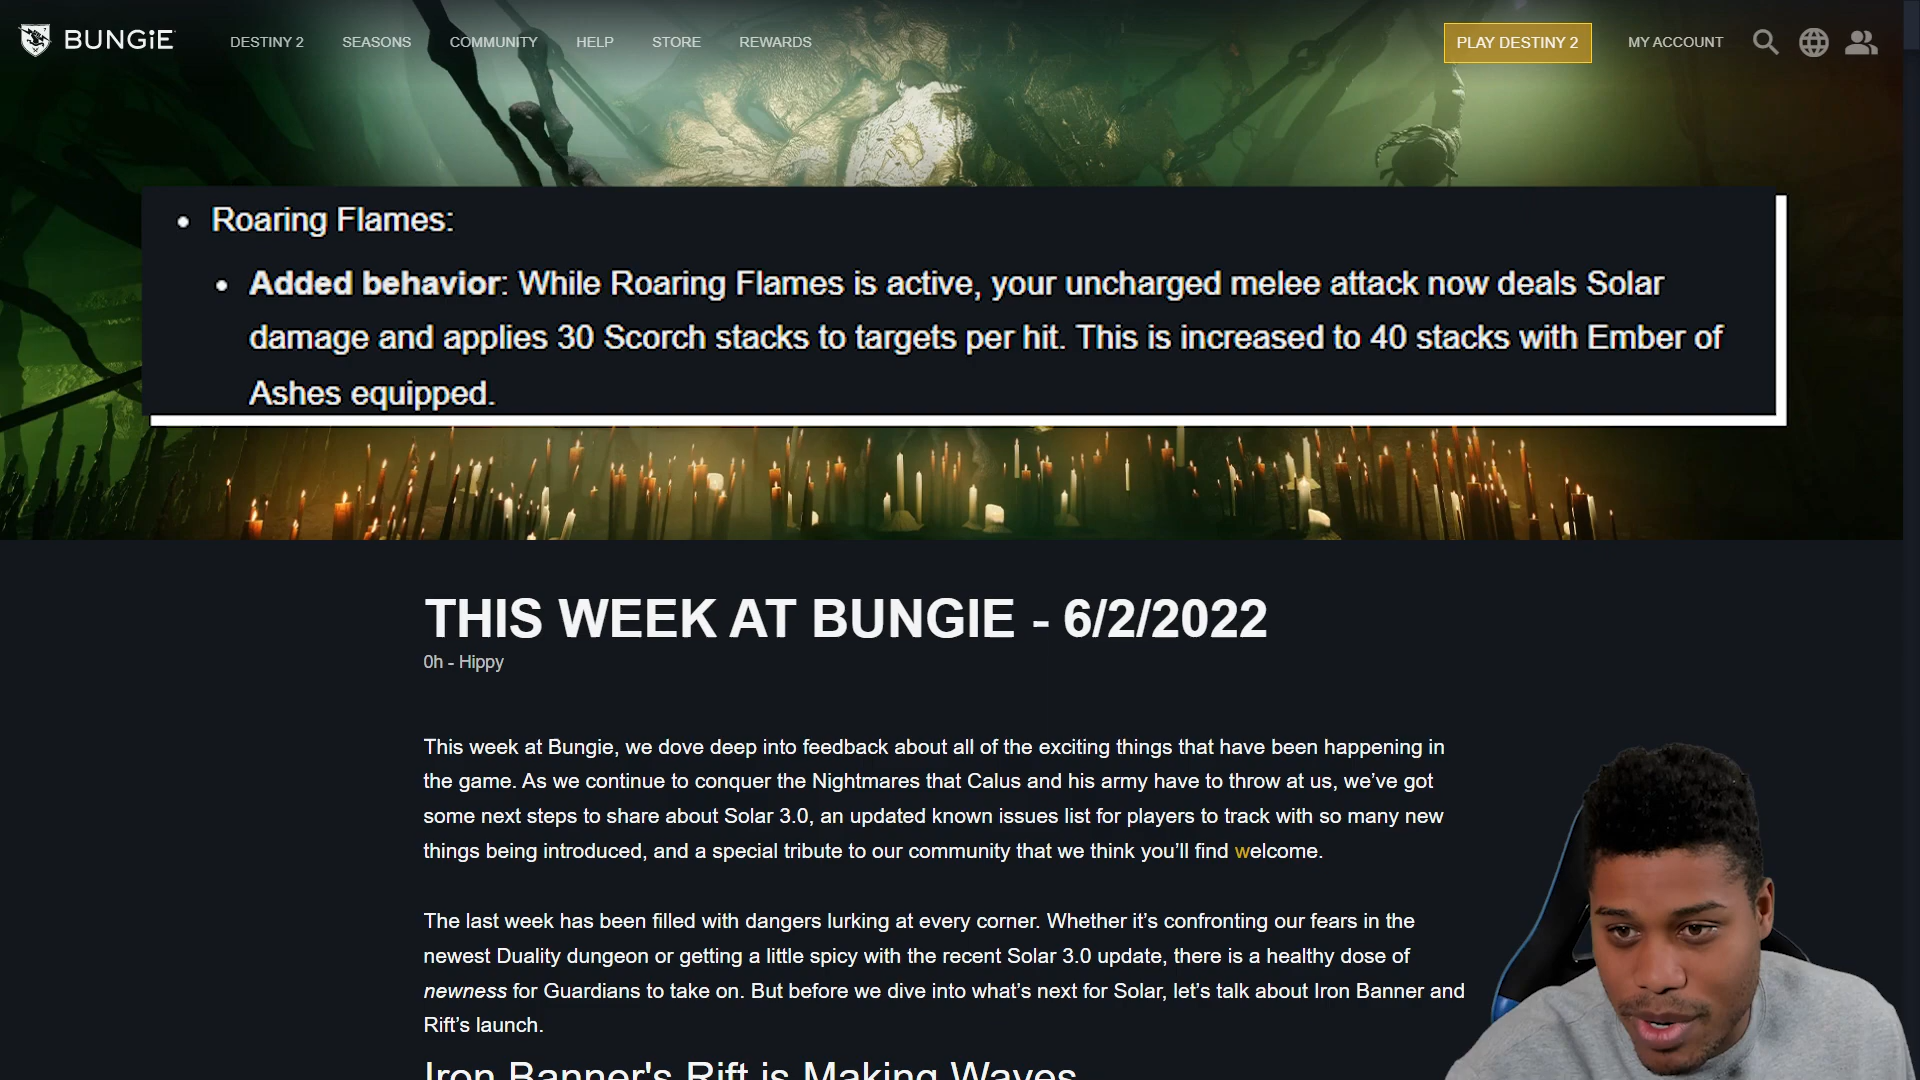 BUNGiE
DESTINY 2 SEASONS COMMUNITY HELP STORE REWARDS PLAY DESTINY 2 MY ACCOUNT
• Roaring Flames:
• Added behavior: While Roaring Flames is active, your uncharged melee attack now deals Solar
damage and applies 30 Scorch stacks to targets per hit. This is increased to 40 stacks with Ember of
Ashes equipped.
THIS WEEK AT BUNGIE - 6/2/2022
0h - Hippy
This week at Bungie, we dove deep into feedback about all of the exciting things that have been happening in
the game. As we continue to conquer the Nightmares that Calus and his army have to throw at us, we’ve got
some next steps to share about Solar 3.0, an updated known issues list for players to track with so many new
things being introduced, and a special tribute to our community that we think you’ll find welcome.
The last week has been filled with dangers lurking at every corner. Whether it’s confronting our fears in the
newest Duality dungeon or getting a little spicy with the recent Solar 3.0 update, there is a healthy dose of
newness for Guardians to take on. But before we dive into what’s next for Solar, let’s talk about Iron Banner and
Rift’s launch.
Iron Banner's Rift is Making Waves